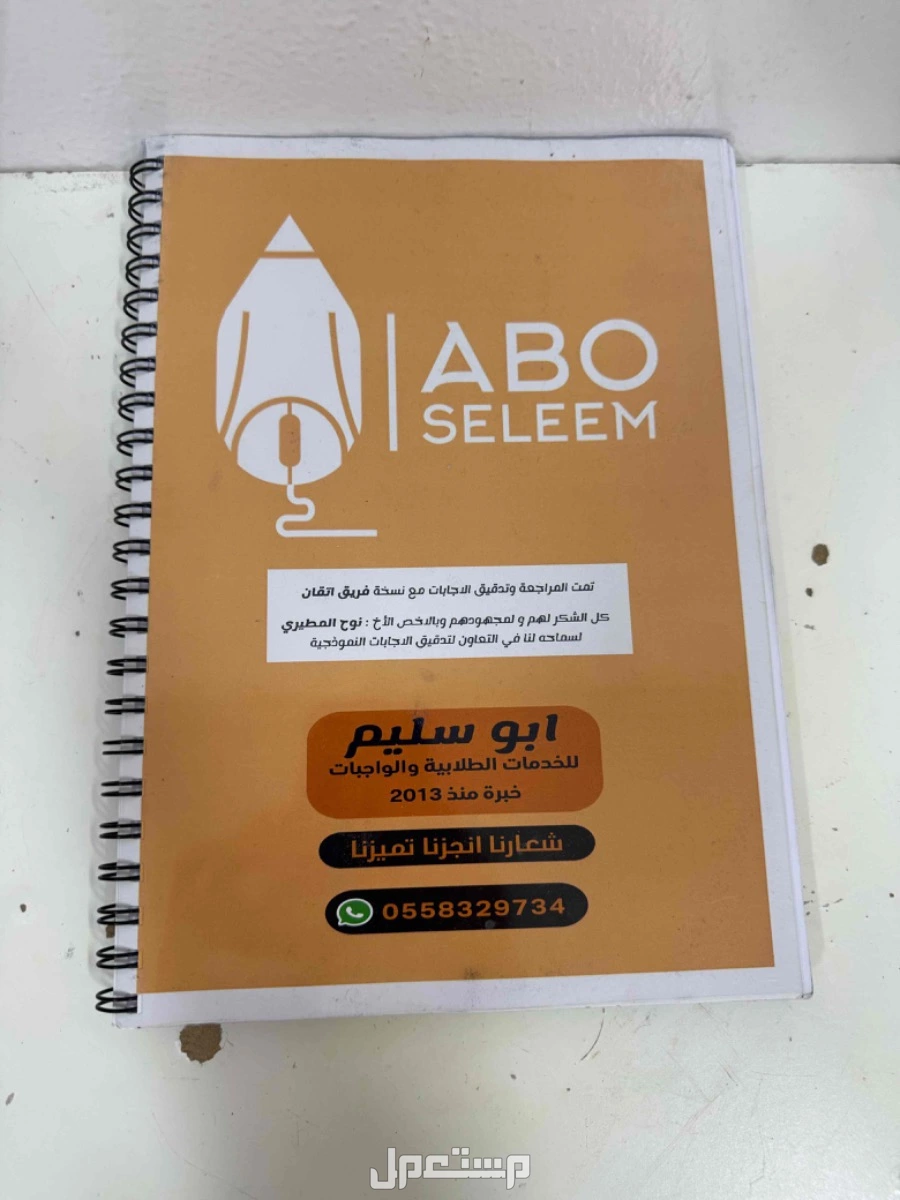 ABO
SELEEM
تمت المراجعة وتدقيق الاجابات مع نسخة فريق اتقان
كل الشكر لهم و لمجهودهم وبالاخص الأخ : نوح المطيري
لسماحه لنا في التعاون لتدقيق الاجابات النموذجية
ابو سليم
للخدمات الطلابية والواجبات
خبرة منذ 2013
شعارنا انجزنا تميزنا
0558329734
مستعمل